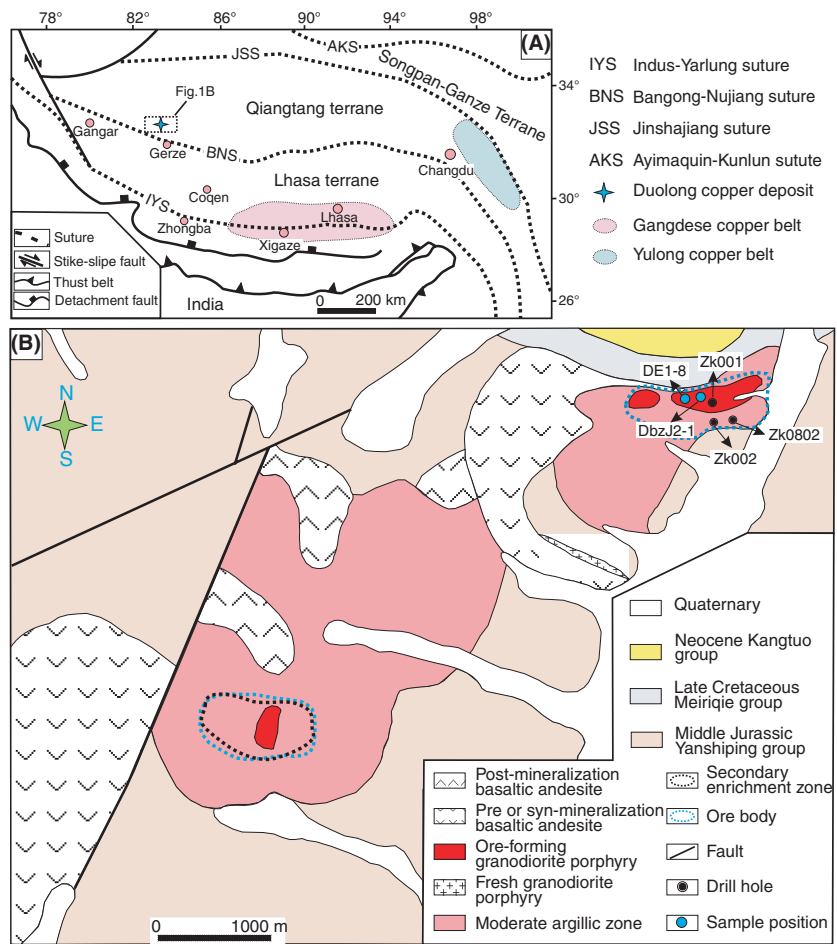 78° 82° 86° 90° 94° 98°
(A)
AKS
JSS
Songpan-Ganze Terrane
34°
Fig.1B
Qiangtang terrane
Gangar
Gerze
BNS
Changdu
Lhasa terrane
Coqen
30°
IYS
Zhongba
Lhasa
Xigaze
Suture
Stike-slipe fault
Thust belt
Detachment fault
India
0 200 km
26°
IYS Indus-Yarlung suture
BNS Bangong-Nujiang suture
JSS Jinshajiang suture
AKS Ayimaquin-Kunlun sutute
Duolong copper deposit
Gangdese copper belt
Yulong copper belt
(B)
N
W E
S
DE1-8
Zk001
DbzJ2-1
Zk0802
Zk002
Quaternary
Neocene Kangtuo
group
Late Cretaceous
Meiriqie group
Middle Jurassic
Yanshiping group
Post-mineralization
basaltic andesite
Pre or syn-mineralization
basaltic andesite
Ore-forming
granodiorite porphyry
Fresh granodiorite
porphyry
Moderate argillic zone
Secondary
enrichment zone
Ore body
Fault
Drill hole
Sample position
0 1000 m